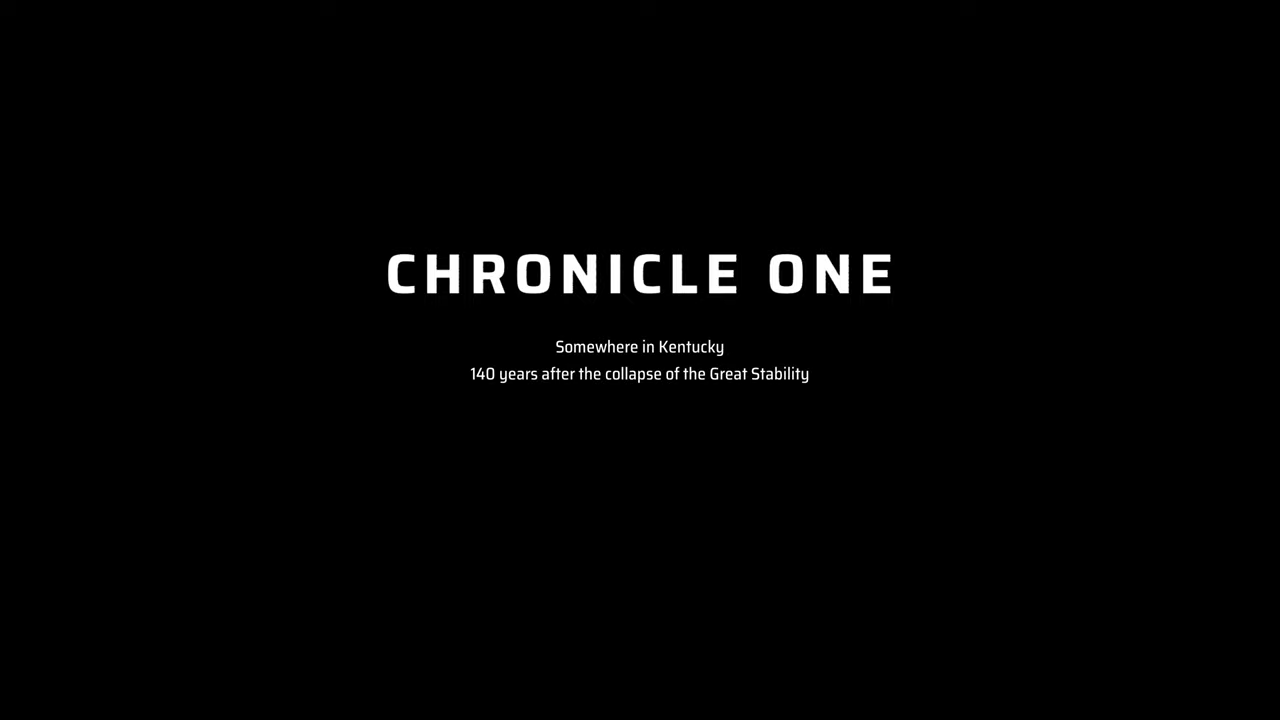 CHRONICLE ONE
Somewhere in Kentucky
140 years after the collapse of the Great Stability